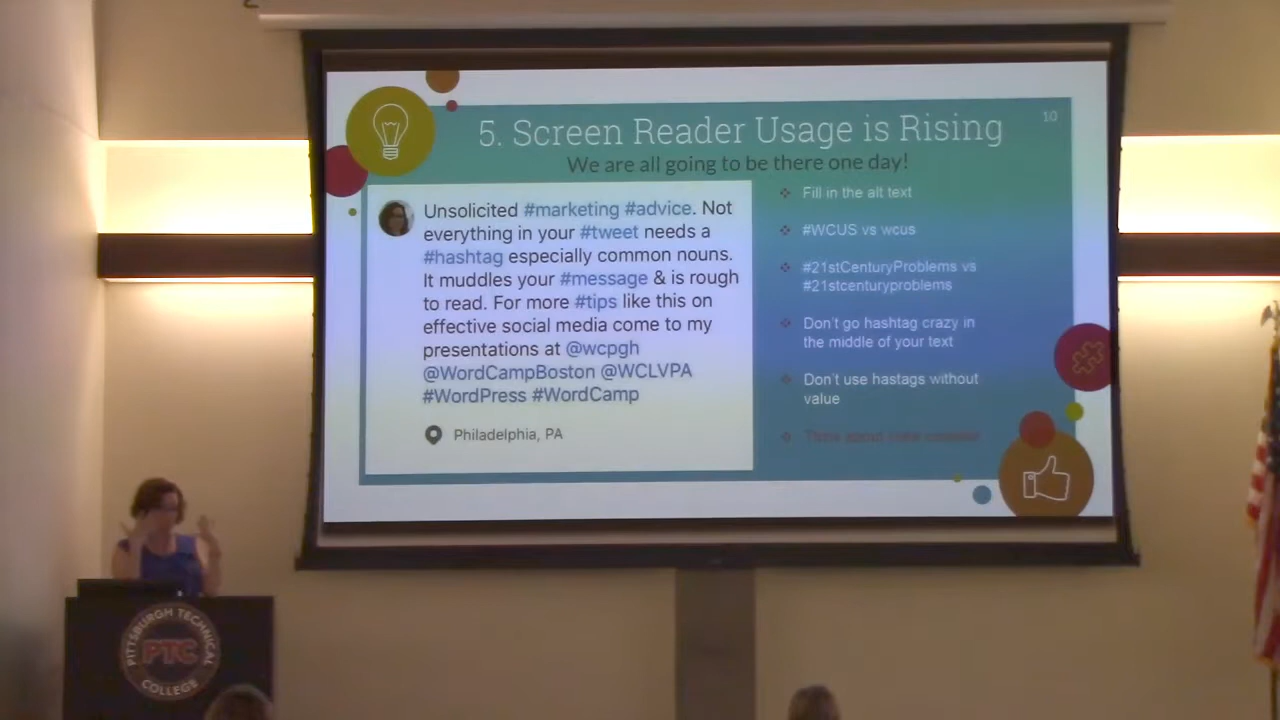 10
5. Screen Reader Usage is Rising
We are all going to be there one day!
Unsolicited #marketing #advice. Not
everything in your #tweet needs a
#hashtag especially common nouns.
It muddles your #message & is rough
to read. For more #tips like this on
effective social media come to my
presentations at @wcpgh
@WordCampBoston @WCLVPA
#WordPress #WordCamp
Philadelphia, PA
Fill in the alt text
#WCUS vs wcus
#21stCenturyProblems vs
#21stcenturyproblems
Don't go hashtag crazy in
the middle of your text
Don't use hastags without
value
PITTSBURGH TECHNICAL
PTC
COLLEGE